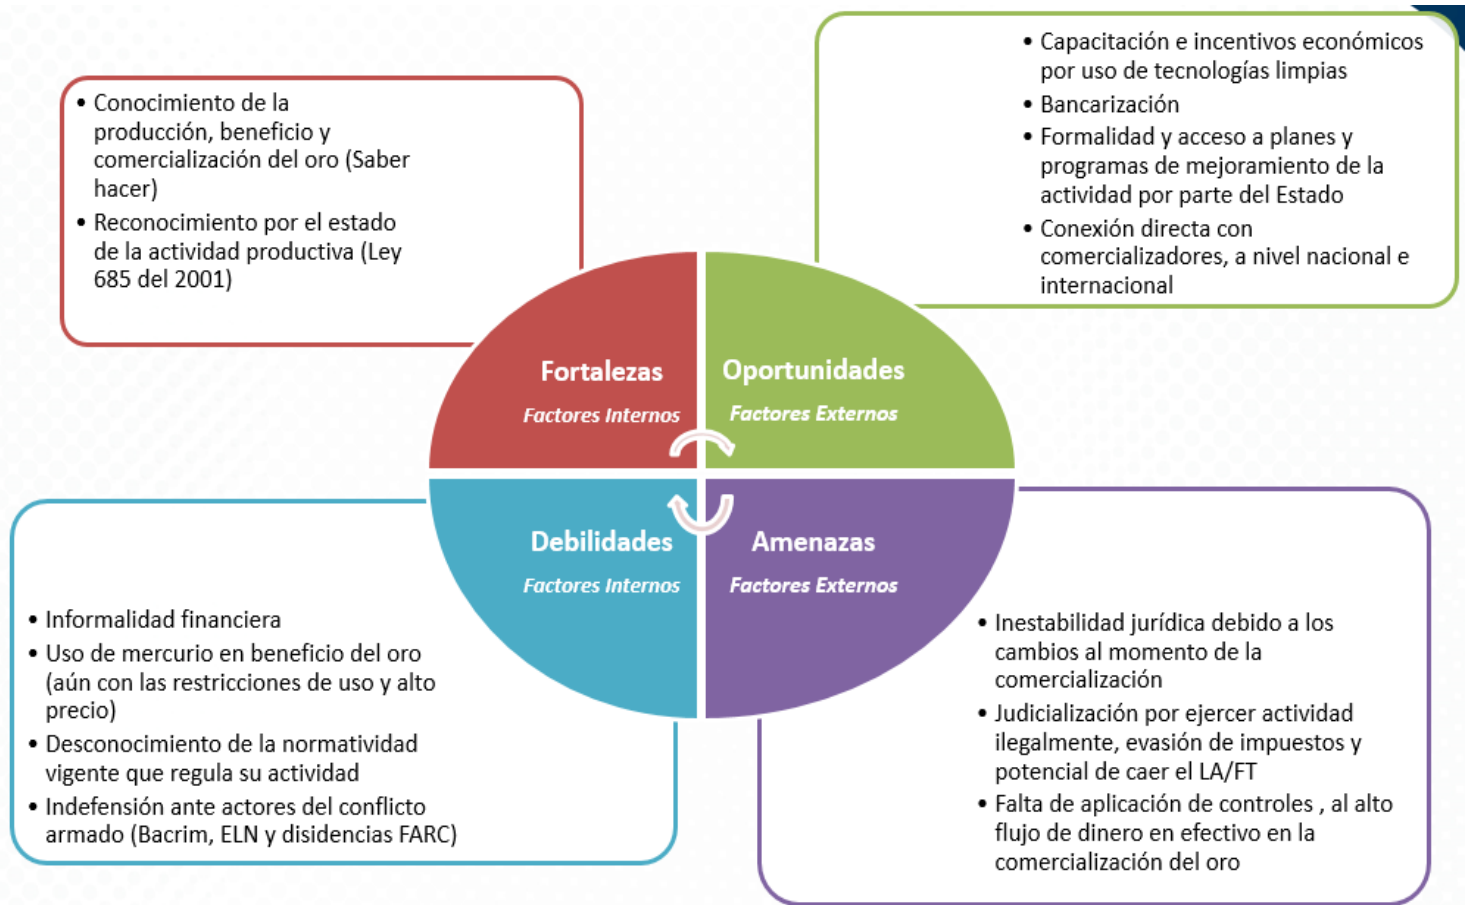 • Conocimiento de la
producción, beneficio y
comercialización del oro (Saber
hacer)
• Reconocimiento por el estado
de la actividad productiva (Ley
685 del 2001)
• Capacitación e incentivos económicos
por uso de tecnologías limpias
• Bancarización
• Formalidad y acceso a planes y
programas de mejoramiento de la
actividad por parte del Estado
• Conexión directa con
comercializadores, a nivel nacional e
internacional
Fortalezas
Factores Internos
Oportunidades
Factores Externos
Debilidades
Factores Internos
Amenazas
Factores Externos
• Informalidad financiera
• Uso de mercurio en beneficio del oro
(aún con las restricciones de uso y alto
precio)
• Desconocimiento de la normatividad
vigente que regula su actividad
• Indefensión ante actores del conflicto
armado (Bacrim, ELN y disidencias FARC)
• Inestabilidad jurídica debido a los
cambios al momento de la
comercialización
• Judicialización por ejercer actividad
ilegalmente, evasión de impuestos y
potencial de caer el LA/FT
• Falta de aplicación de controles , al alto
flujo de dinero en efectivo en la
comercialización del oro